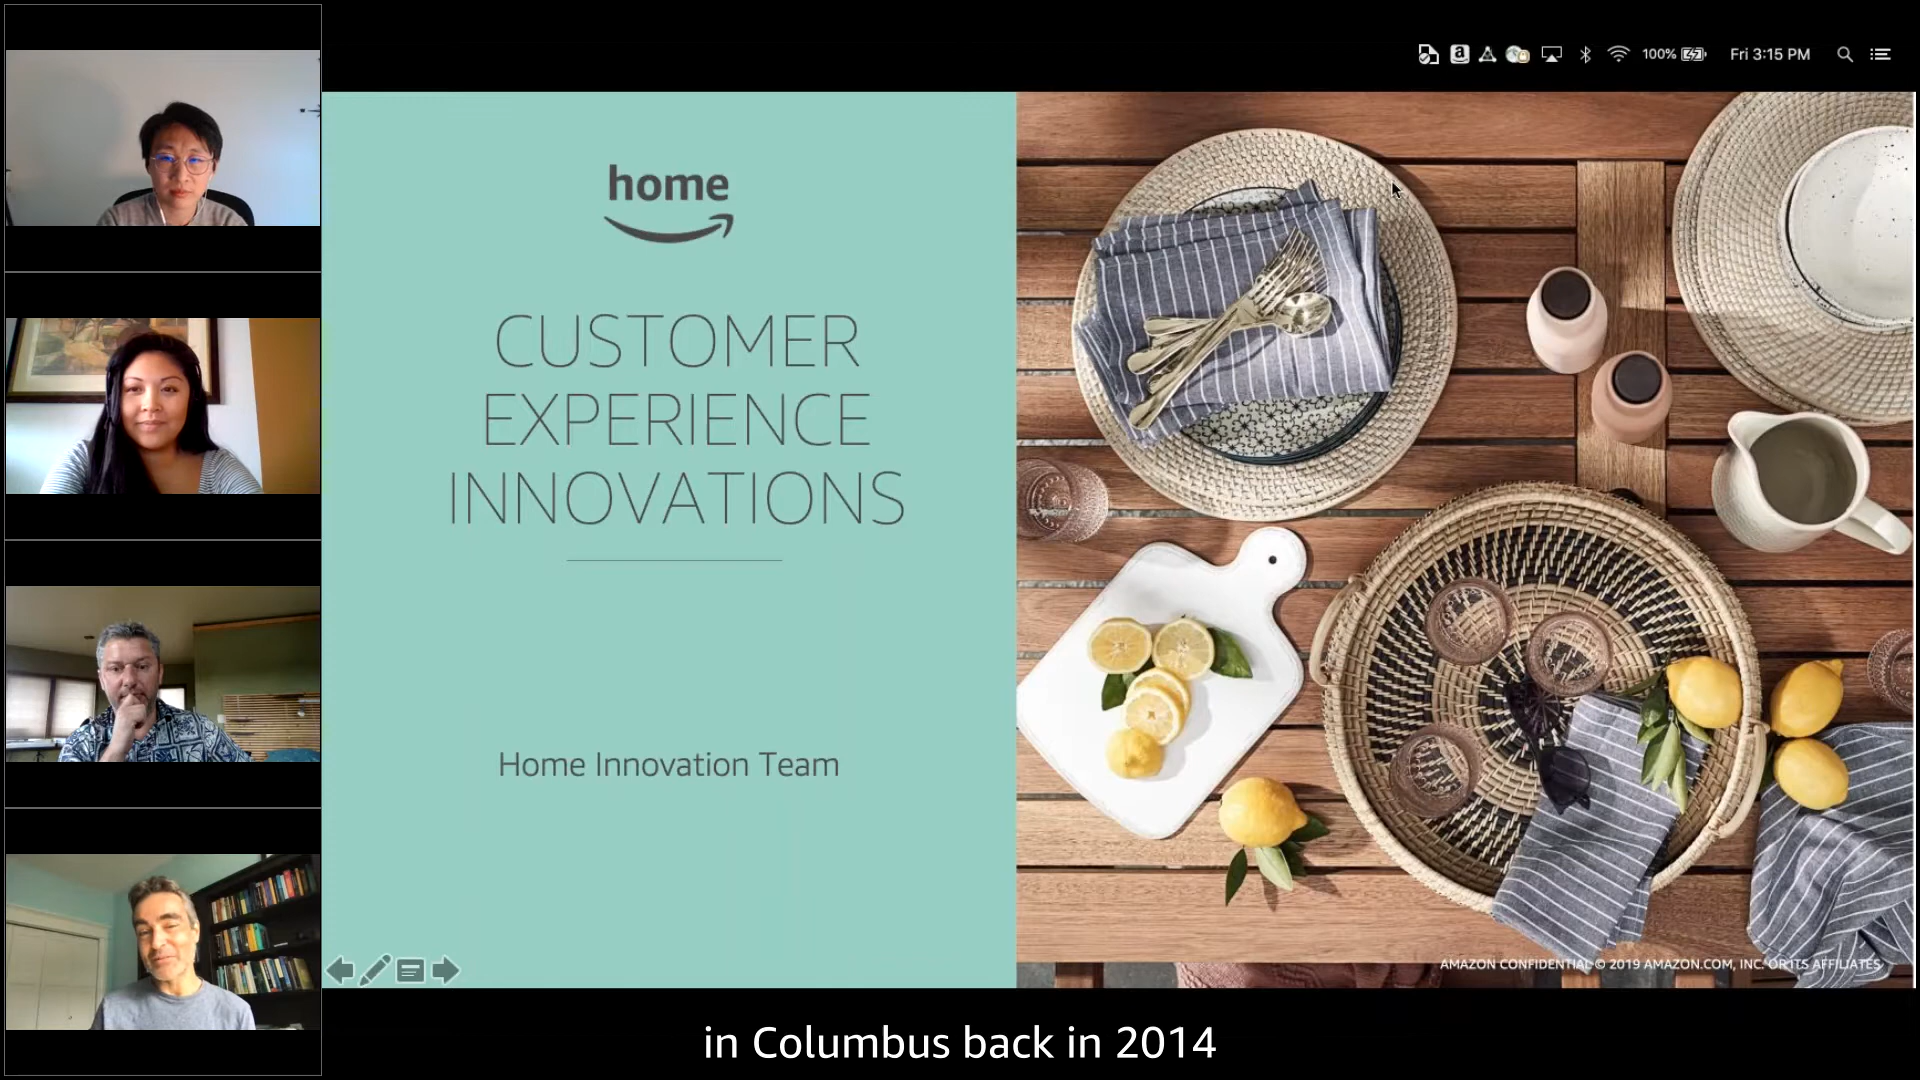 100% Fri 3:15 PM
home
CUSTOMER
EXPERIENCE
INNOVATIONS
Home Innovation Team
AMAZON CONFIDENTIAL © 2019 AMAZON.COM, INC. OR ITS AFFILIATES
in Columbus back in 2014